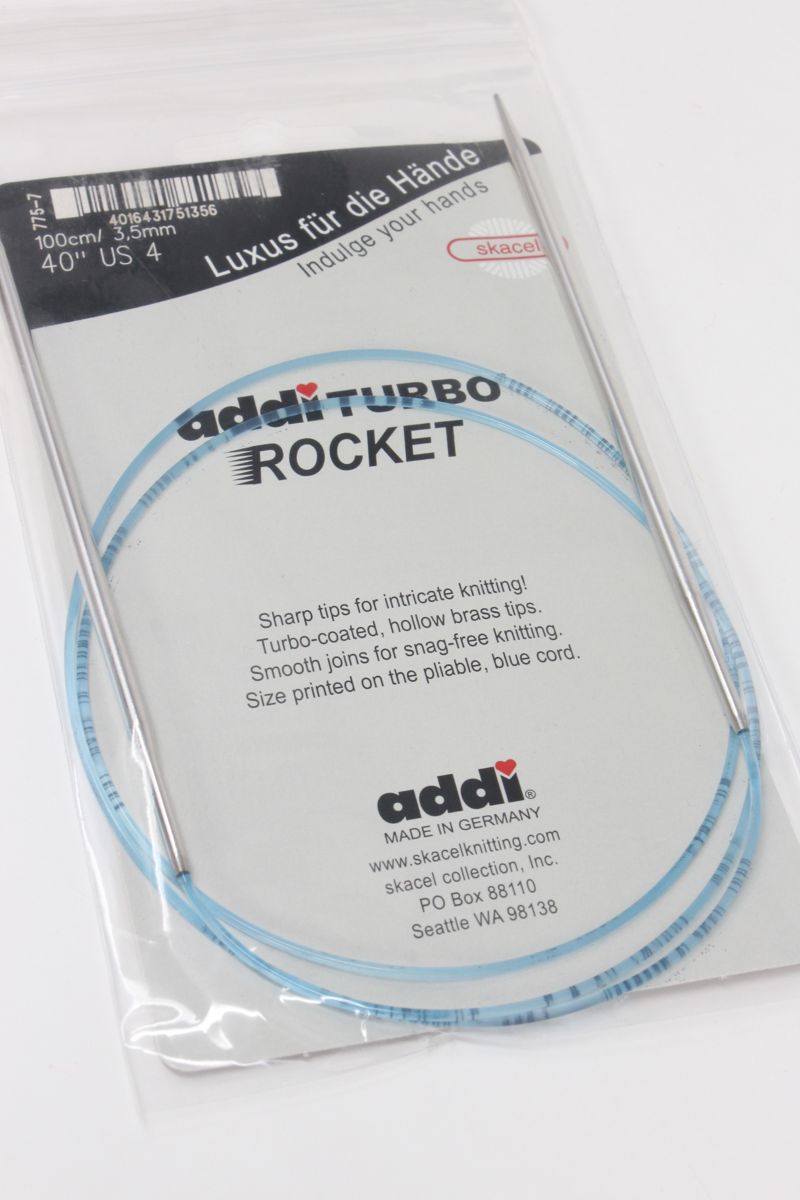 775-7
4016431751356
100cm/ 3,5mm
40" US 4
Luxus für die Hände
Indulge your hands
skacel
addi TURBO
ROCKET
Sharp tips for intricate knitting!
Turbo-coated, hollow brass tips.
Smooth joins for snag-free knitting.
Size printed on the pliable, blue cord.
addi®
MADE IN GERMANY
www.skacelknitting.com
skacel collection, Inc.
PO Box 88110
Seattle WA 98138